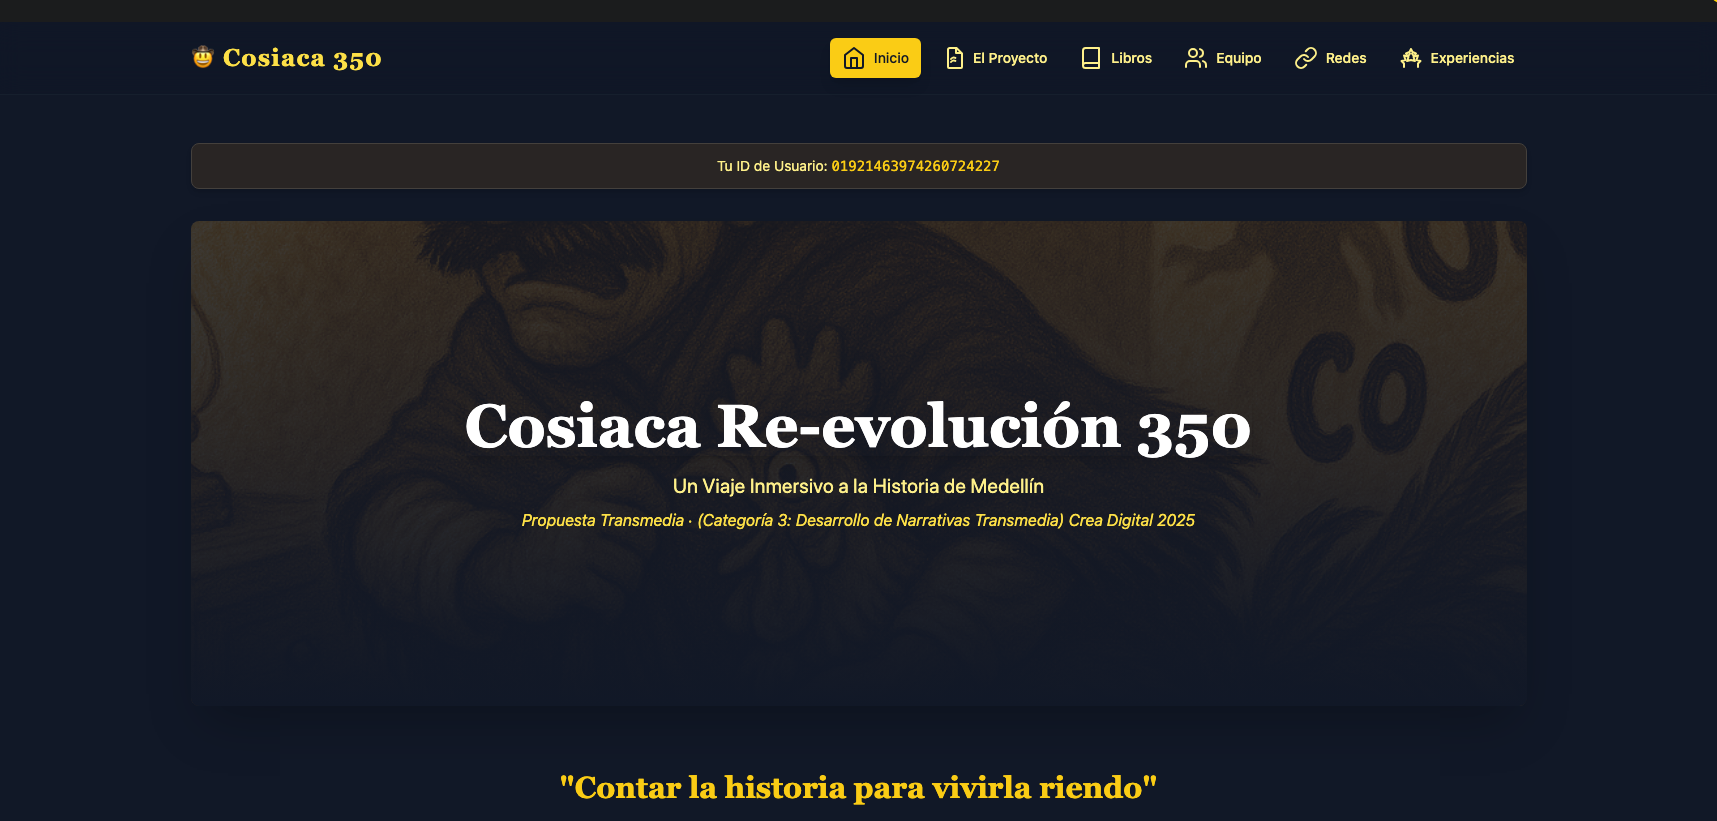 Cosiaca 350
Inicio
El Proyecto
Libros
Equipo
Redes
Experiencias
Tu ID de Usuario: 01921463974260724227
CO
Cosiaca Re-evolución 350
Un Viaje Inmersivo a la Historia de Medellín
Propuesta Transmedia · (Categoría 3: Desarrollo de Narrativas Transmedia) Crea Digital 2025
"Contar la historia para vivirla riendo"